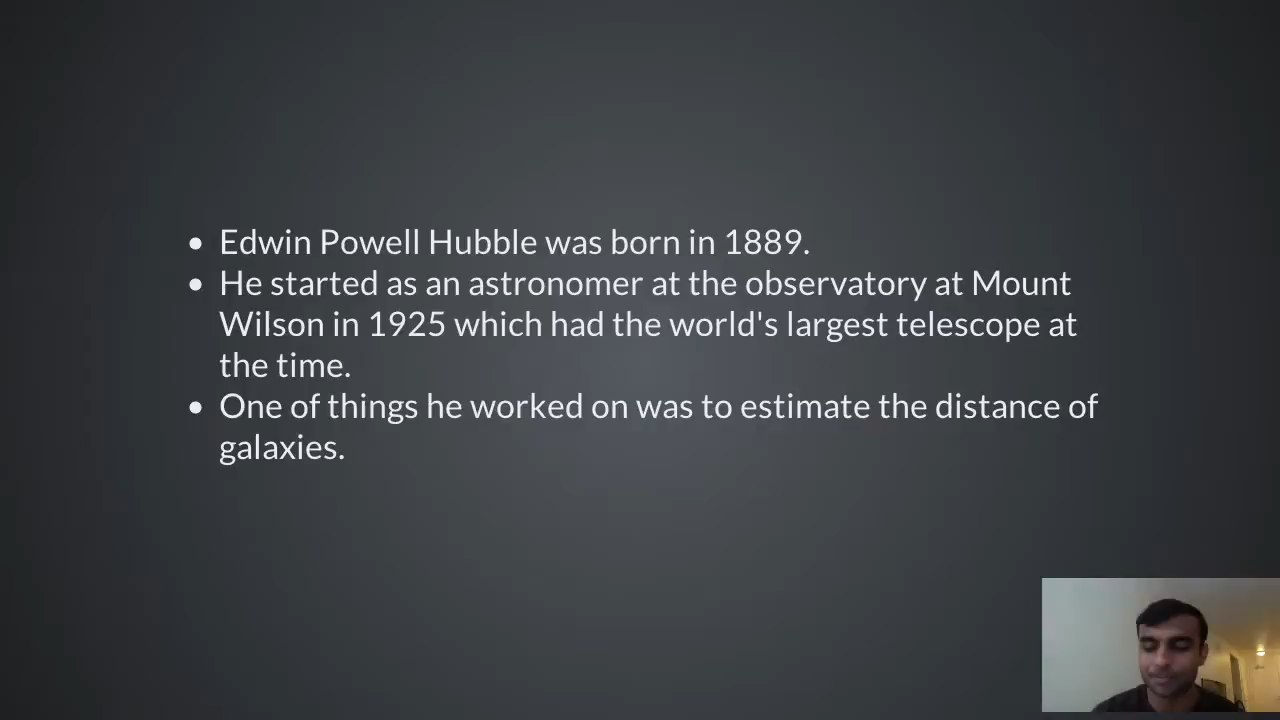 • Edwin Powell Hubble was born in 1889.
• He started as an astronomer at the observatory at Mount
Wilson in 1925 which had the world's largest telescope at
the time.
• One of things he worked on was to estimate the distance of
galaxies.